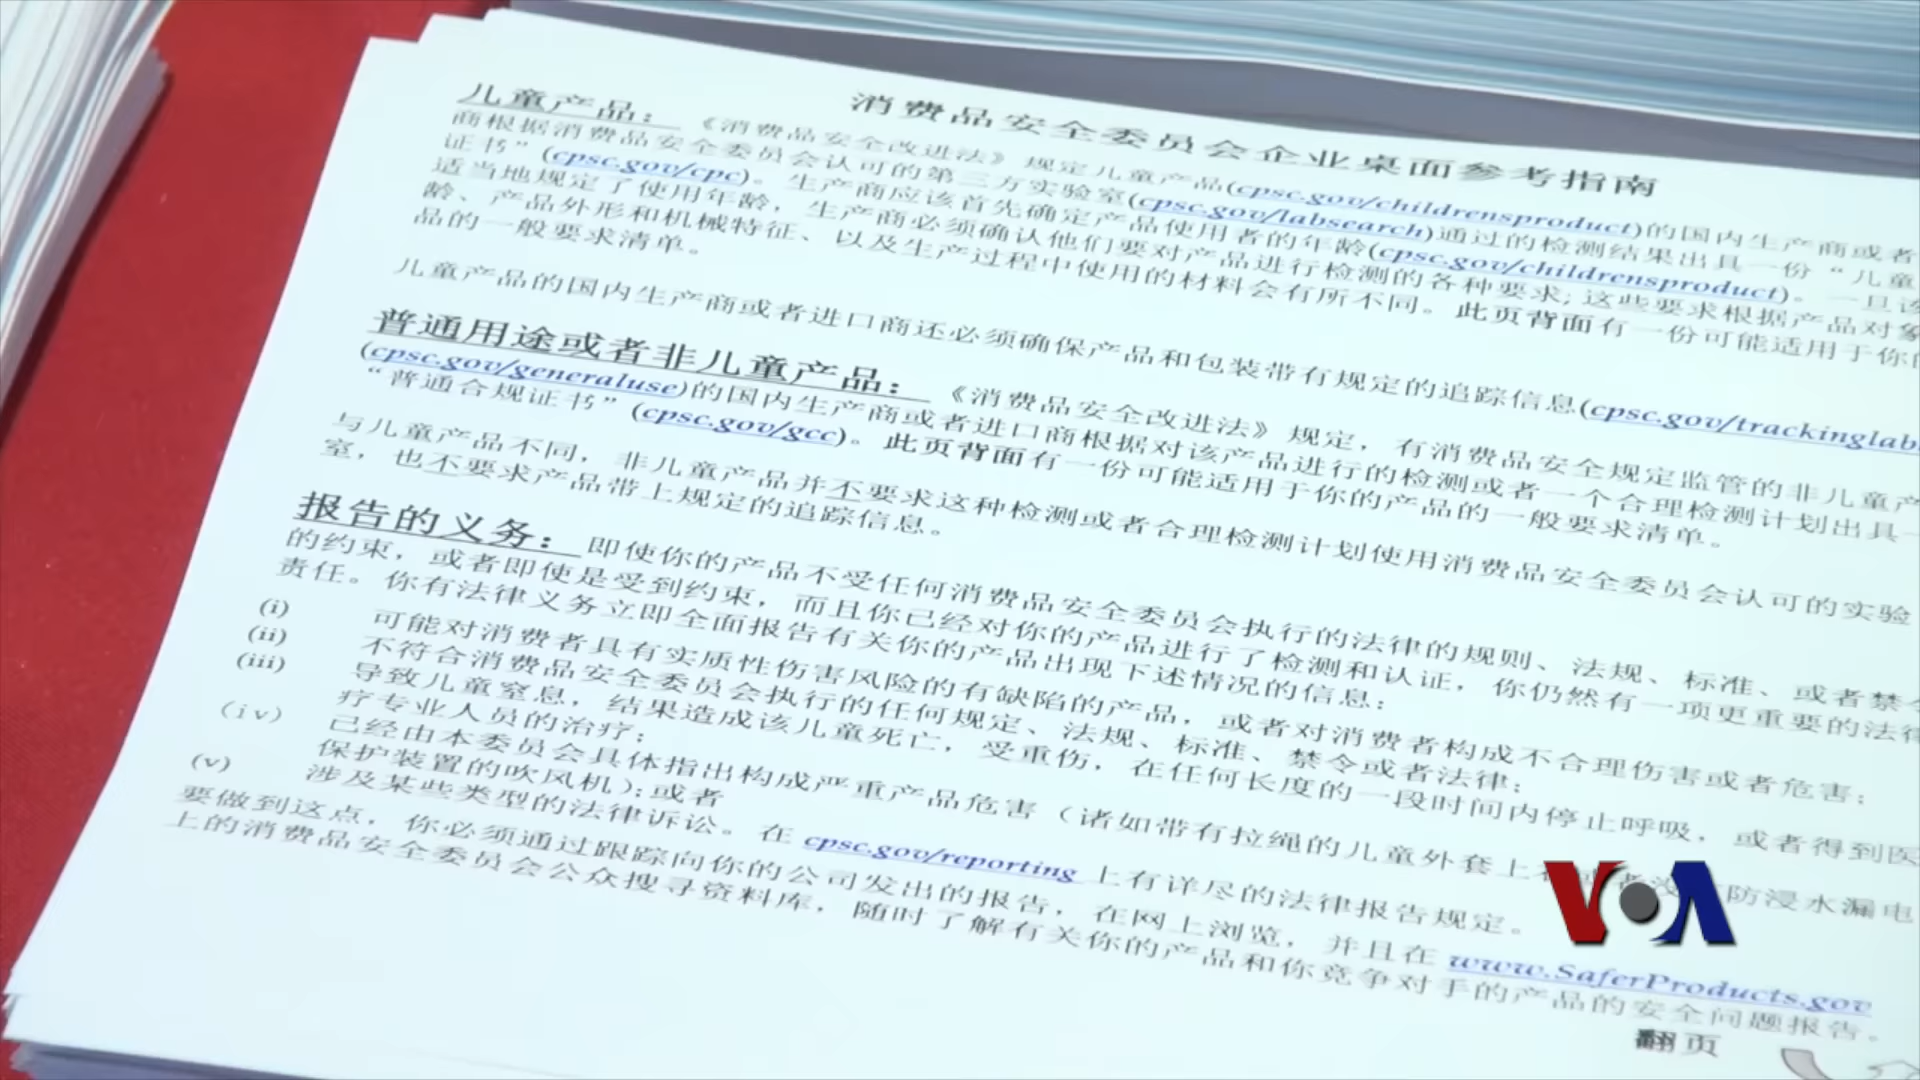 消费品安全委员会企业桌面参考指南
儿童产品：《消费品安全改进法》规定儿童产品(cpsc.gov/childrensproduct)的国内生产商或者
商根据消费品安全委员会认可的第三方实验室(cpsc.gov/labsearch)通过的检测结果出具一份“儿童
证书”(cpsc.gov/cpc)。生产商应该首先确定产品使用者的年龄(cpsc.gov/childrensproduct)。一旦该
适当地规定了使用年龄，生产商必须确认他们要对产品进行检测的各种要求；这些要求根据产品对象
龄、产品外形和机械特征、以及生产过程中使用的材料会有所不同。此页背面有一份可能适用于你的
品的一般要求清单。
儿童产品的国内生产商或者进口商还必须确保产品和包装带有规定的追踪信息(cpsc.gov/trackinglab
普通用途或者非儿童产品：《消费品安全改进法》规定，有消费品安全规定监管的非儿童产
(cpsc.gov/generaluse)的国内生产商或者进口商根据对该产品进行的检测或者一个合理检测计划出具一
“普通合规证书”(cpsc.gov/gcc)。此页背面有一份可能适用于你的产品的一般要求清单。
与儿童产品不同，非儿童产品并不要求这种检测或者合理检测计划使用消费品安全委员会认可的实验
室，也不要求产品带上规定的追踪信息。
报告的义务：即使你的产品不受任何消费品安全委员会执行的法律的规则、法规、标准、或者禁令
的约束，或者即使是受到约束，而且你已经对你的产品进行了检测和认证，你仍然有一项更重要的法律
责任。你有法律义务立即全面报告有关你的产品出现下述情况的信息：
(i) 可能对消费者具有实质性伤害风险的有缺陷的产品，或者对消费者构成不合理伤害或者危害；
(ii) 不符合消费品安全委员会执行的任何规定、法规、标准、禁令或者法律；
(iii) 导致儿童窒息，结果造成该儿童死亡，受重伤，在任何长度的一段时间内停止呼吸，或者得到医
疗专业人员的治疗；
(iv) 已经由本委员会具体指出构成严重产品危害（诸如带有拉绳的儿童外套上 防浸水漏电
保护装置的吹风机）；或者
(v) 涉及某些类型的法律诉讼。在 cpsc.gov/reporting 上有详尽的法律报告规定。
要做到这点，你必须通过跟踪向你的公司发出的报告，在网上浏览，并且在 www.SaferProducts.gov
上的消费品安全委员会公众搜寻资料库，随时了解有关你的产品和你竞争对手的产品的安全问题报告。
翻页
VOA